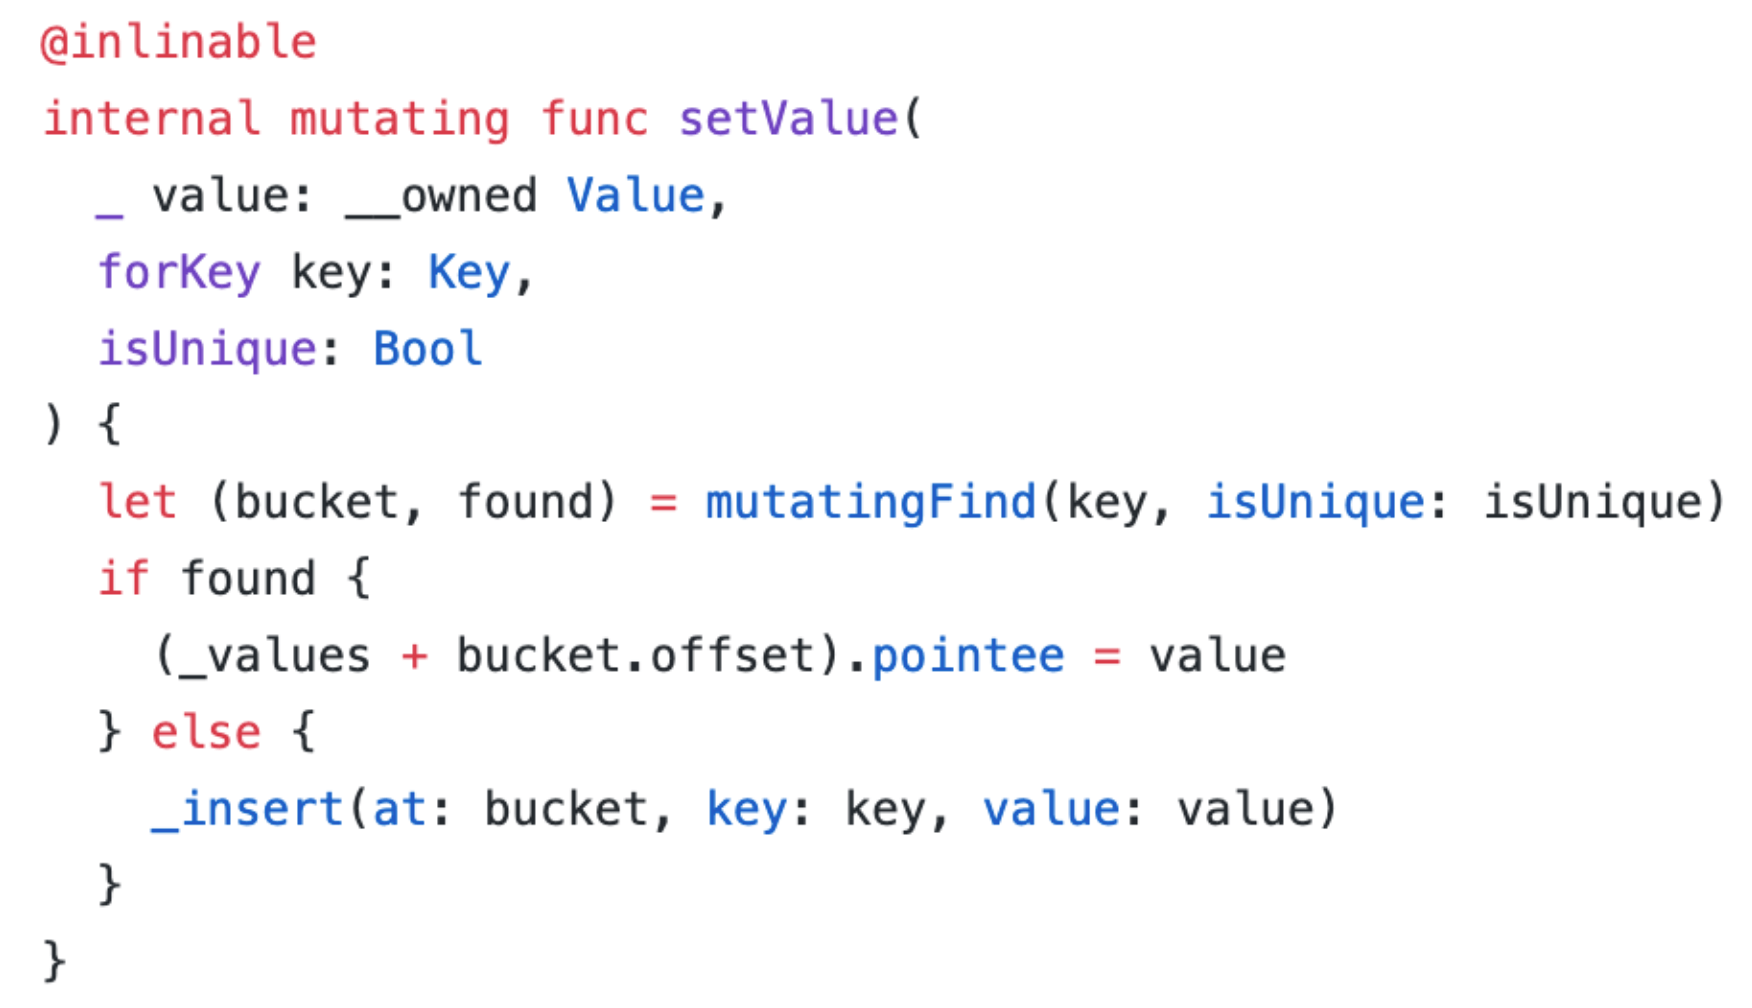 @inlinable
internal mutating func setValue(
  _ value: __owned Value,
  forKey key: Key,
  isUnique: Bool
) {
  let (bucket, found) = mutatingFind(key, isUnique: isUnique)
  if found {
    (_values + bucket.offset).pointee = value
  } else {
    _insert(at: bucket, key: key, value: value)
  }
}